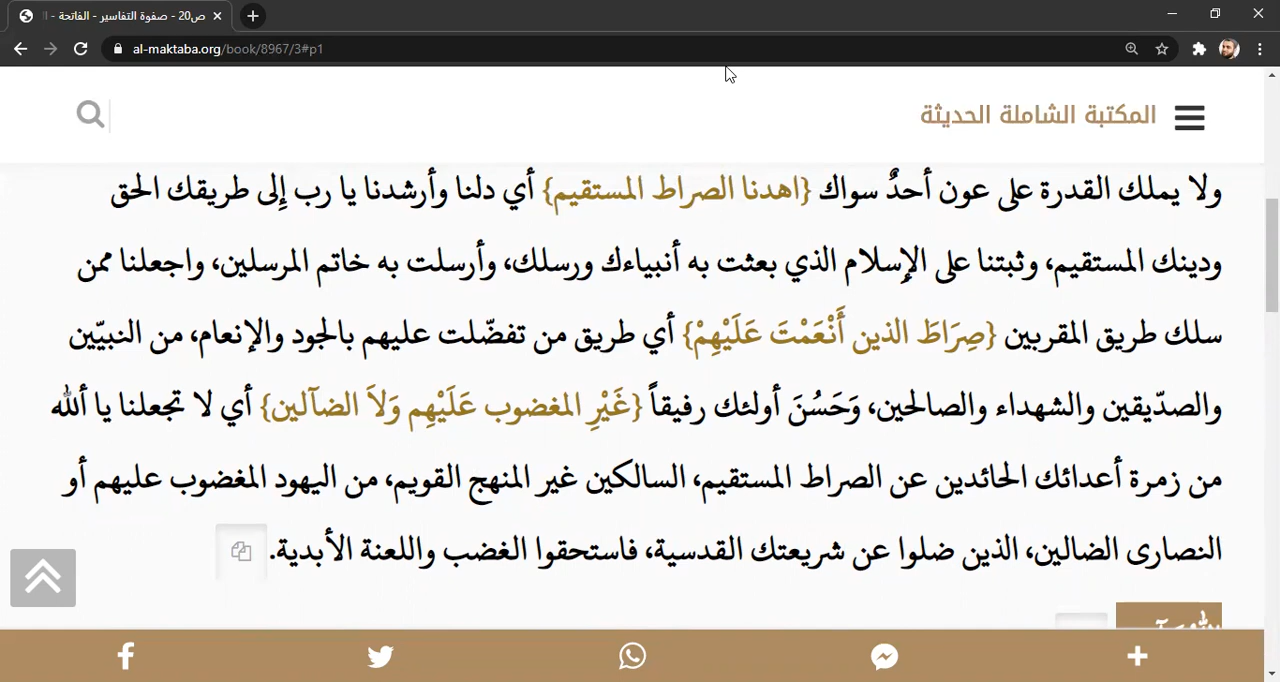 ص20 - صفوة التفاسير - الفاتحة - ا
al-maktaba.org/book/8967/3#p1
المكتبة الشاملة الحديثة
ولا يملك القدرة على عون أحدٌ سواك {اهدنا الصراط المستقيم} أي دلنا وأرشدنا يا رب إِلى طريقك الحق
ودينك المستقيم، وثبتنا على الإِسلام الذي بعثت به أنبياءك ورسلك، وأرسلت به خاتم المرسلين، واجعلنا ممن
سلك طريق المقربين {صِرَاطَ الذين أَنْعَمْتَ عَلَيْهِمْ} أي طريق من تفضّلت عليهم بالجود والإنعام، من النبيّين
والصدّيقين والشهداء والصالحين، وَحَسُنَ أولئك رفيقاً {غَيْرِ المغضوب عَلَيْهِم وَلاَ الضآلين} أي لا تجعلنا يا ألله
من زمرة أعدائك الحائدين عن الصراط المستقيم، السالكين غير المنهج القويم، من اليهود المغضوب عليهم أو
النصارى الضالين، الذين ضلوا عن شريعتك القدسية، فاستحقوا الغضب واللعنة الأبدية.